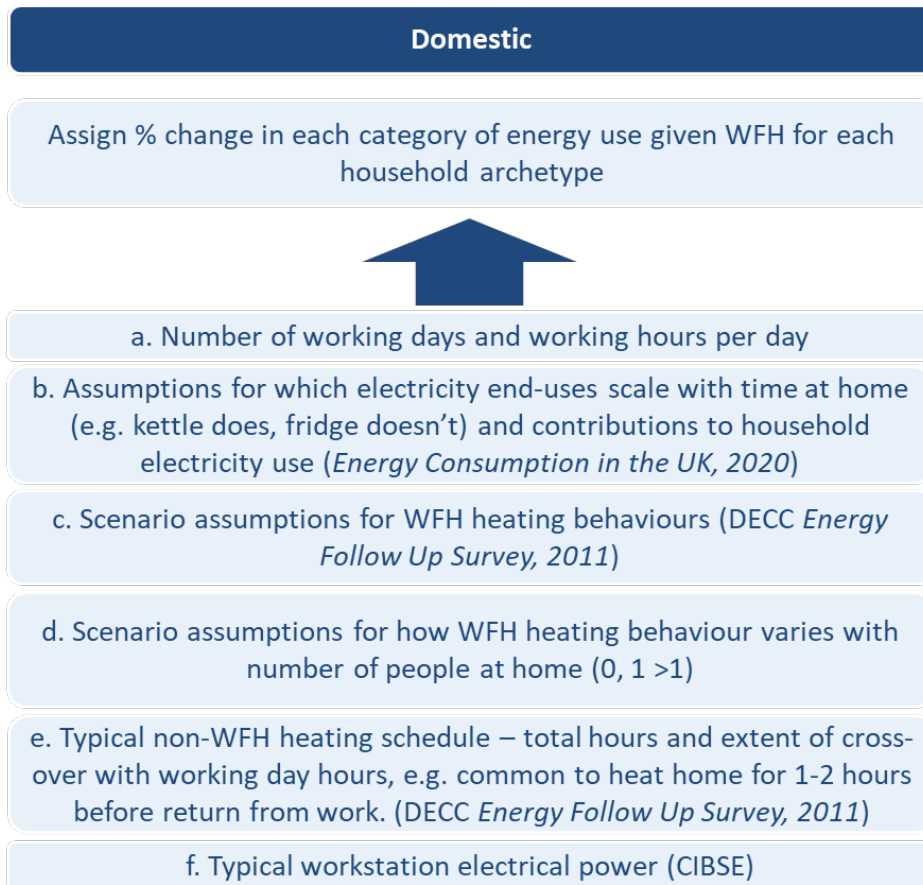 Domestic
Assign % change in each category of energy use given WFH for each
household archetype
a. Number of working days and working hours per day
b. Assumptions for which electricity end-uses scale with time at home
(e.g. kettle does, fridge doesn’t) and contributions to household
electricity use (Energy Consumption in the UK, 2020)
c. Scenario assumptions for WFH heating behaviours (DECC Energy
Follow Up Survey, 2011)
d. Scenario assumptions for how WFH heating behaviour varies with
number of people at home (0, 1 >1)
e. Typical non-WFH heating schedule – total hours and extent of cross-
over with working day hours, e.g. common to heat home for 1-2 hours
before return from work. (DECC Energy Follow Up Survey, 2011)
f. Typical workstation electrical power (CIBSE)